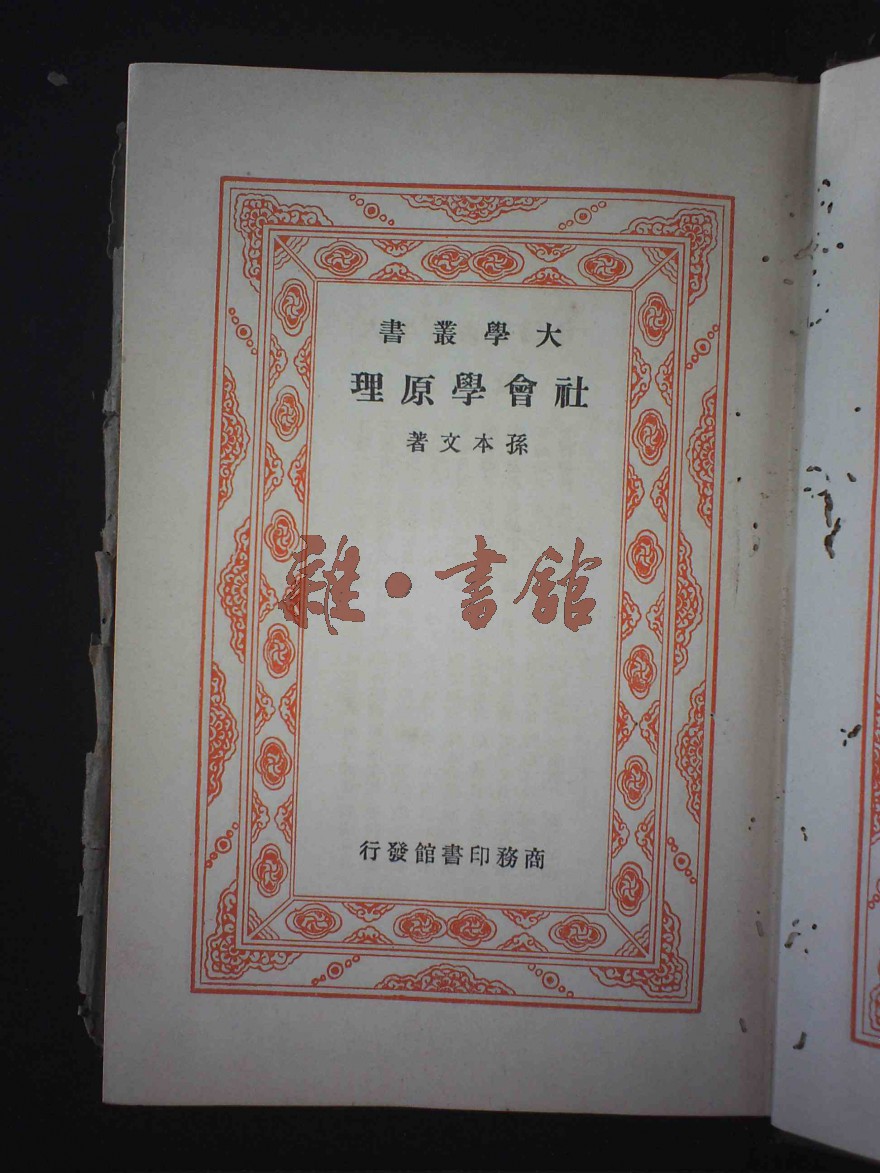 大學叢書
社會學原理
孫本文著
雜·書館
商務印書館發行